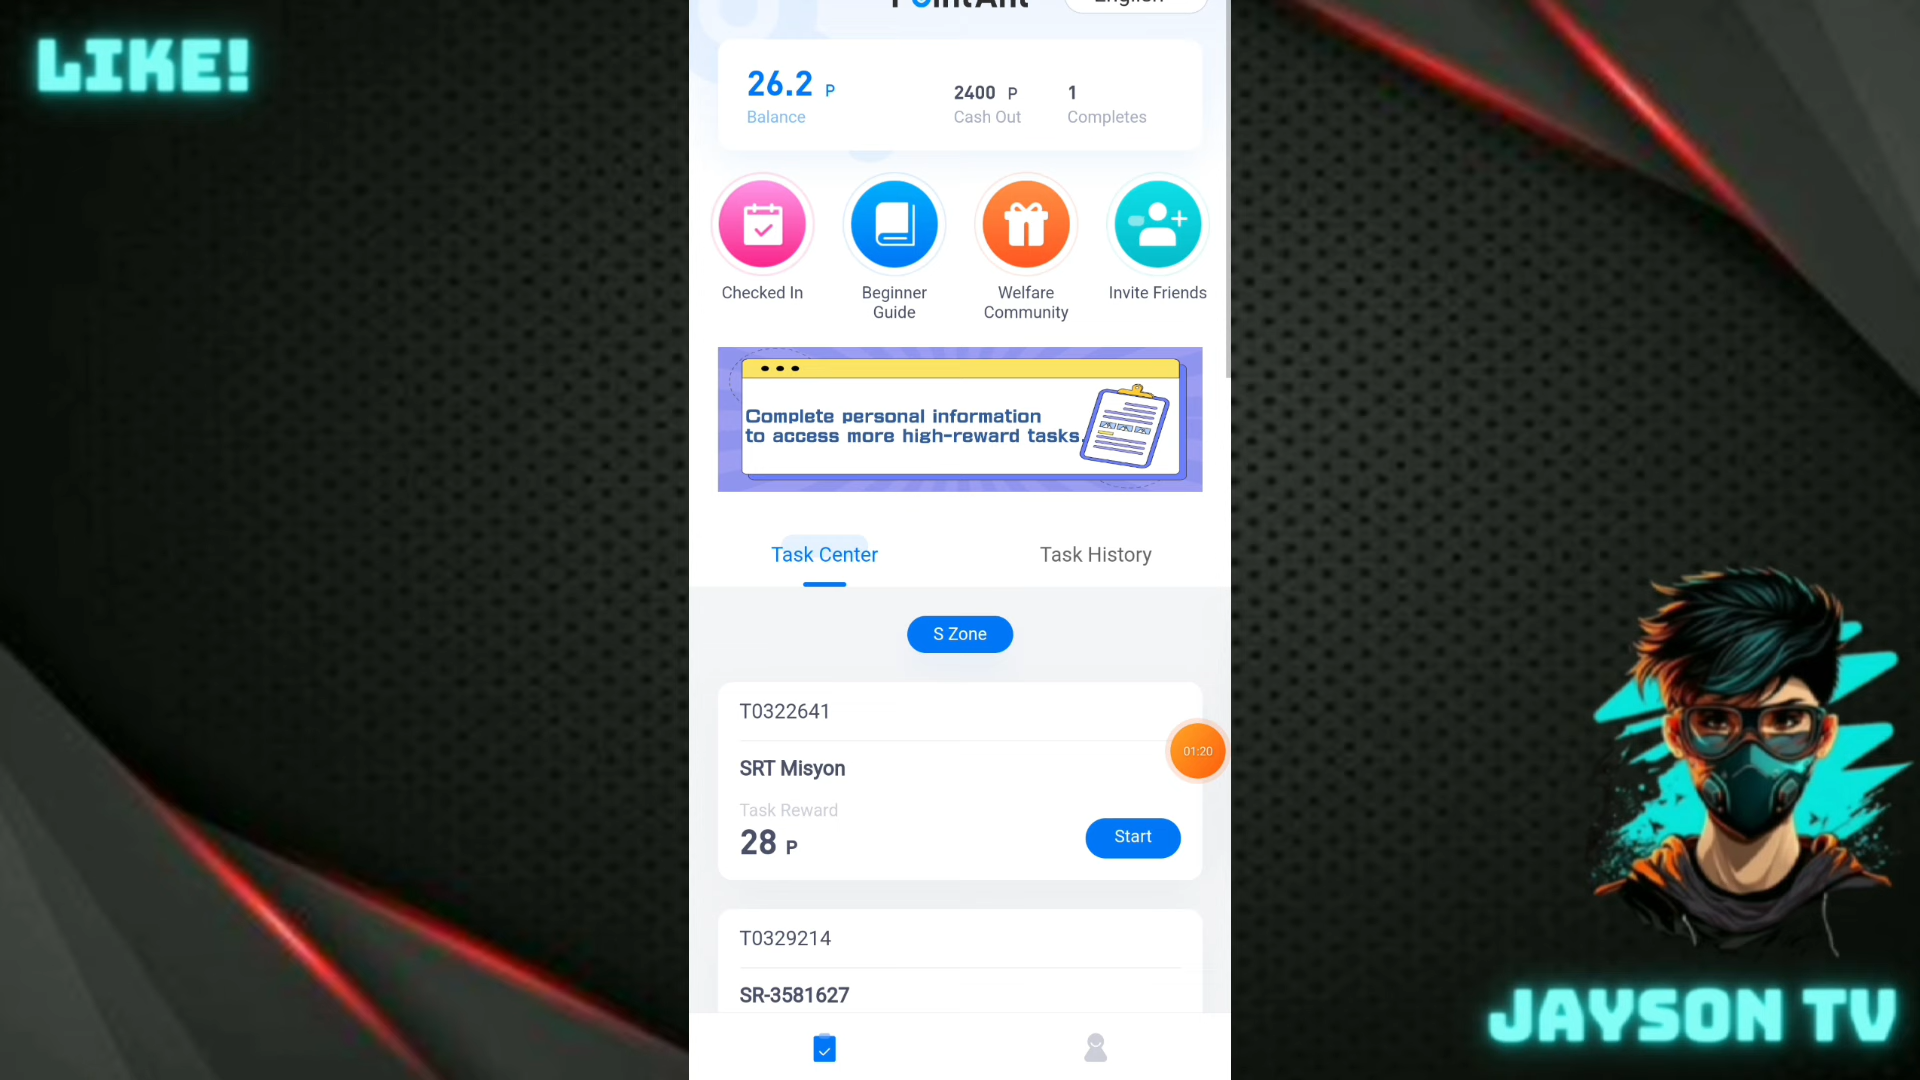 LIKE!
PointAnt
English
26.2 P
Balance
2400 P
Cash Out
1
Completes
Checked In
Beginner
Guide
Welfare
Community
Invite Friends
Complete personal information
to access more high-reward tasks.
Task Center
Task History
S Zone
T0322641
01:20
SRT Misyon
Task Reward
28 P
Start
T0329214
SR-3581627
JAYSON TV